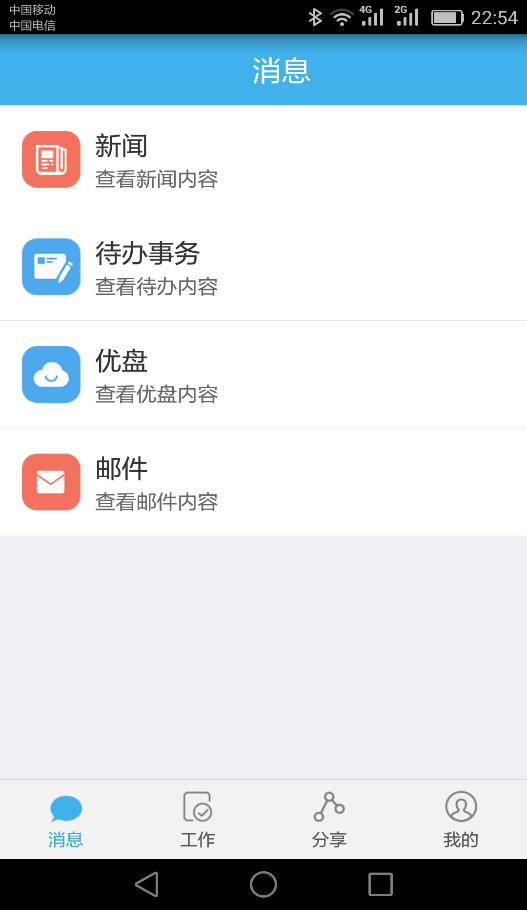 中国移动
中国电信
4G
2G
22:54
消息
新闻
查看新闻内容
待办事务
查看待办内容
优盘
查看优盘内容
邮件
查看邮件内容
消息
工作
分享
我的